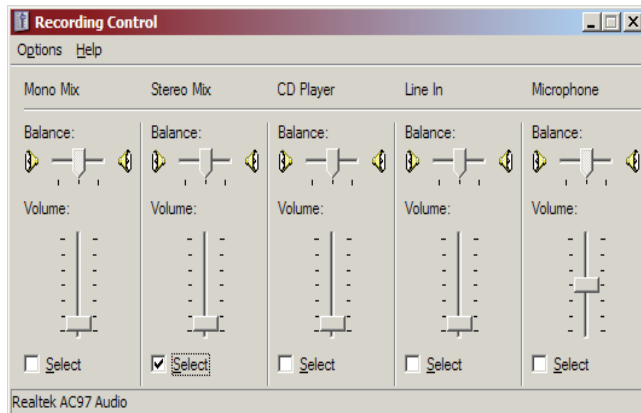 Recording Control
Options Help
Mono Mix Stereo Mix CD Player Line In Microphone
Balance: Balance: Balance: Balance: Balance:
Volume: Volume: Volume: Volume: Volume:
Select Select Select Select Select
Realtek AC97 Audio